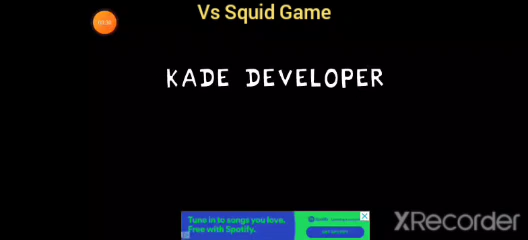 Vs Squid Game
KADE DEVELOPER
Tune in to songs you love.
Free with Spotify.
XRecorder